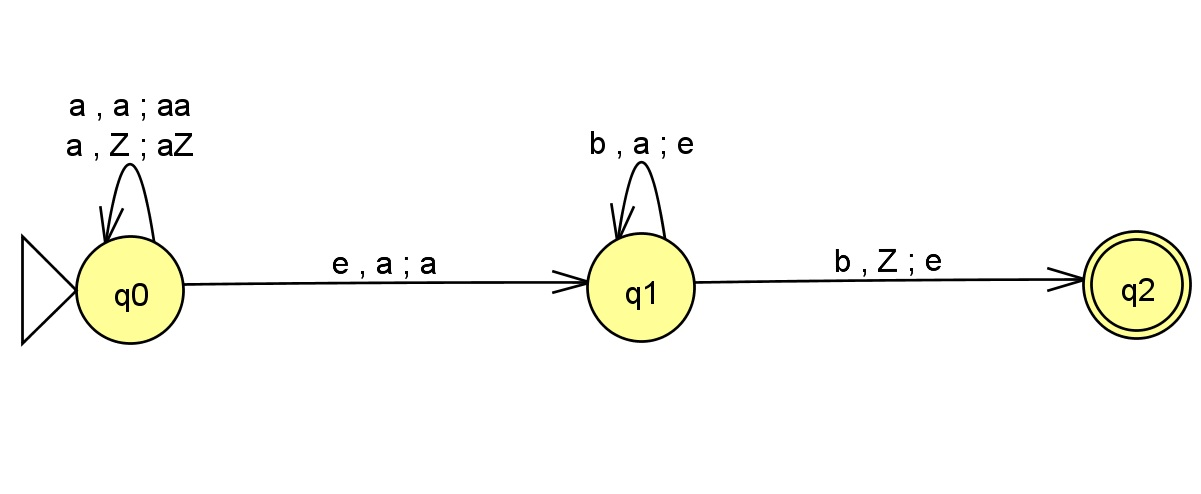 a , a ; aa
a , Z ; aZ
b , a ; e
e , a ; a
b , Z ; e
q0
q1
q2